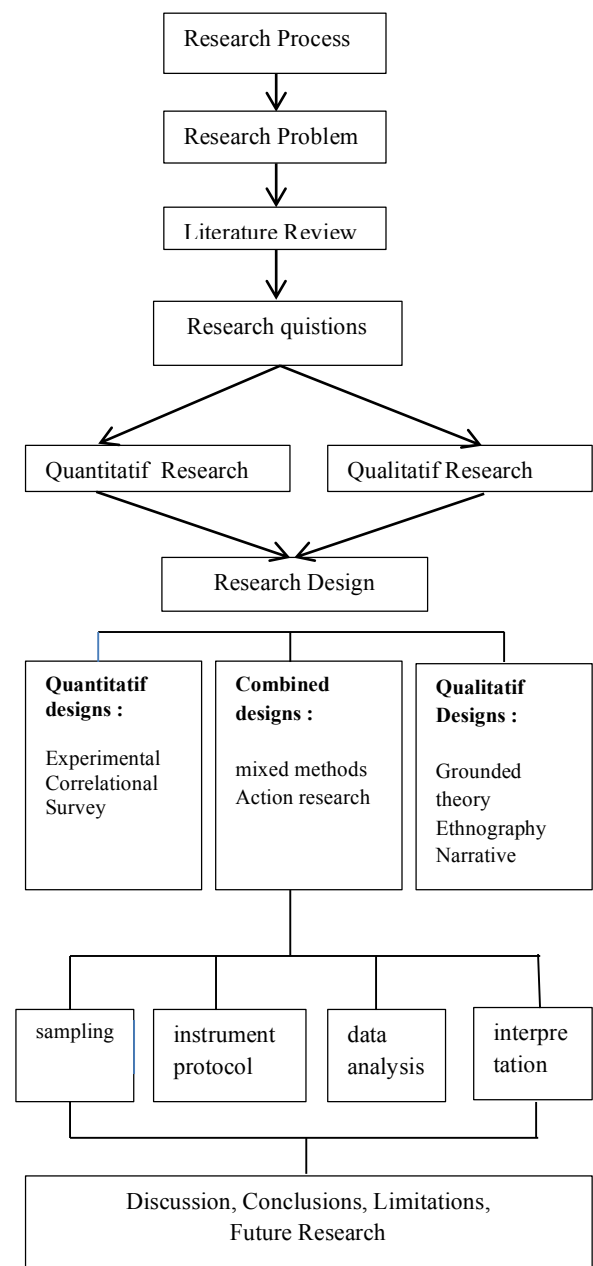 Research Process
Research Problem
Literature Review
Research quistions
Quantitatif Research
Qualitatif Research
Research Design
Quantitatif
designs :
Experimental
Correlational
Survey
Combined
designs :
mixed methods
Action research
Qualitatif
Designs :
Grounded
theory
Ethnography
Narrative
sampling
instrument
protocol
data
analysis
interpre
tation
Discussion, Conclusions, Limitations,
Future Research